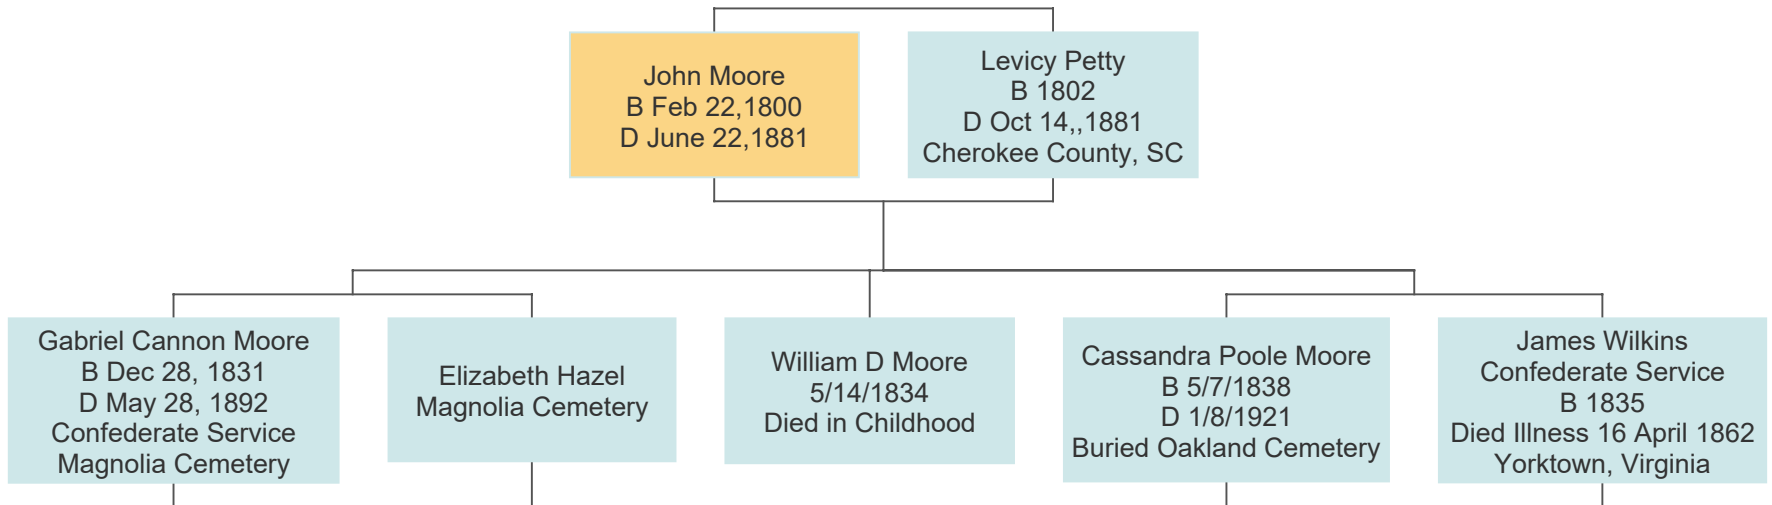 John Moore
B Feb 22,1800
D June 22,1881
Levicy Petty
B 1802
D Oct 14,,1881
Cherokee County, SC
Gabriel Cannon Moore
B Dec 28, 1831
D May 28, 1892
Confederate Service
Magnolia Cemetery
Elizabeth Hazel
Magnolia Cemetery
William D Moore
5/14/1834
Died in Childhood
Cassandra Poole Moore
B 5/7/1838
D 1/8/1921
Buried Oakland Cemetery
James Wilkins
Confederate Service
B 1835
Died Illness 16 April 1862
Yorktown, Virginia